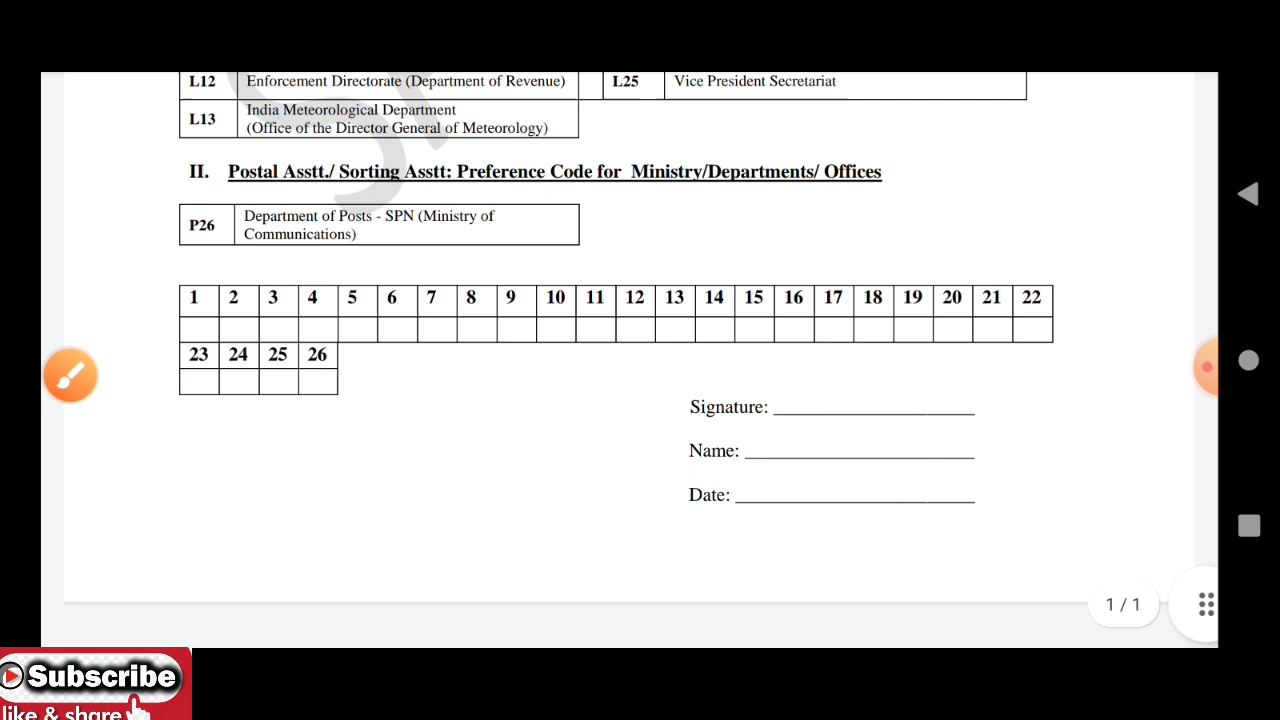 L12 Enforcement Directorate (Department of Revenue) L25 Vice President Secretariat
L13 India Meteorological Department
(Office of the Director General of Meteorology)
II. Postal Asstt./ Sorting Asstt: Preference Code for Ministry/Departments/ Offices
P26 Department of Posts - SPN (Ministry of
Communications)
1 2 3 4 5 6 7 8 9 10 11 12 13 14 15 16 17 18 19 20 21 22
23 24 25 26
Signature:
Name:
Date:
1 / 1
Subscribe
like & share